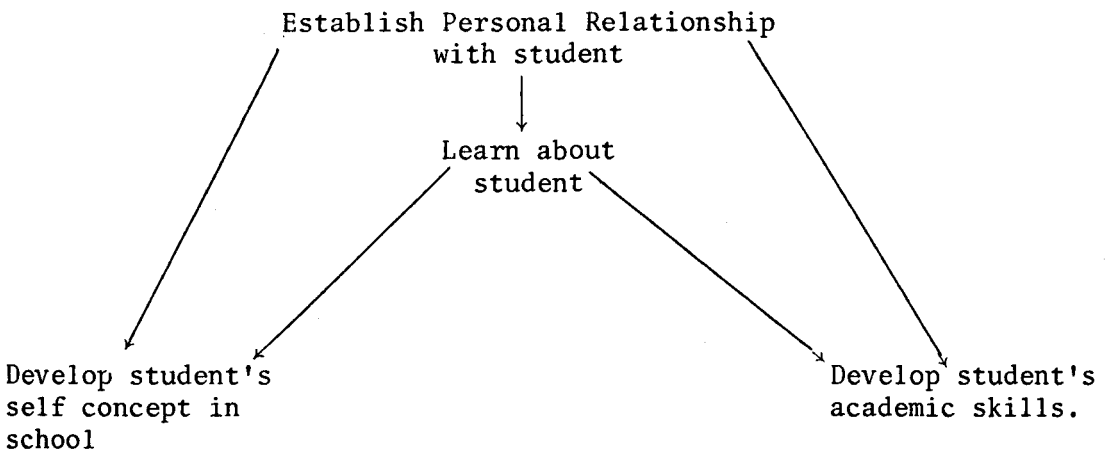 Establish Personal Relationship
with student
Learn about
student
Develop student's
self concept in
school
Develop student's
academic skills.